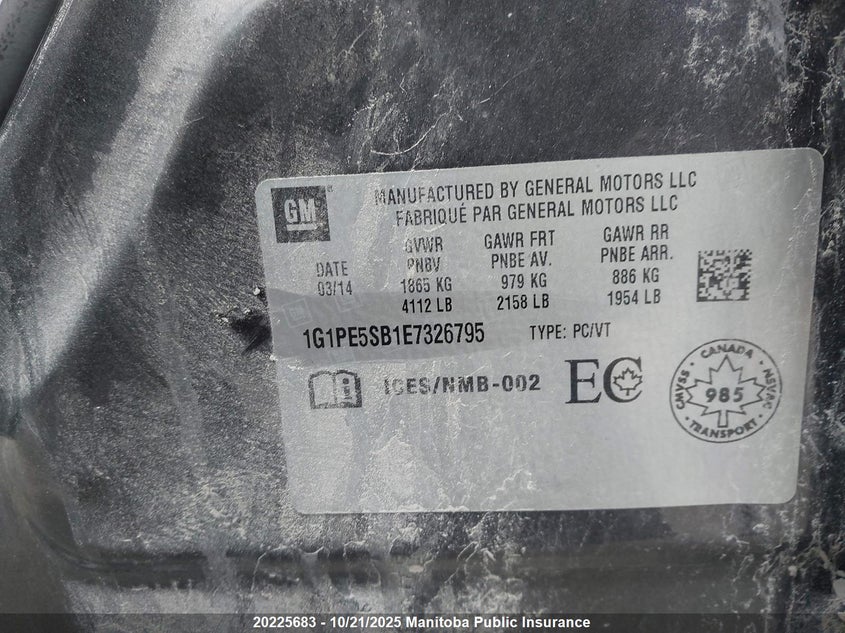 GM
MANUFACTURED BY GENERAL MOTORS LLC
FABRIQUÉ PAR GENERAL MOTORS LLC
DATE
03/14
GVWR
PNBV
1865 KG
4112 LB
GAWR FRT
PNBE AV.
979 KG
2158 LB
GAWR RR
PNBE ARR.
886 KG
1954 LB
1G1PE5SB1E7326795 TYPE: PC/VT
ICES/NMB-002
EC
CANADA
CMVSS
985
NSVAC
TRANSPORT
20225683 - 10/21/2025 Manitoba Public Insurance